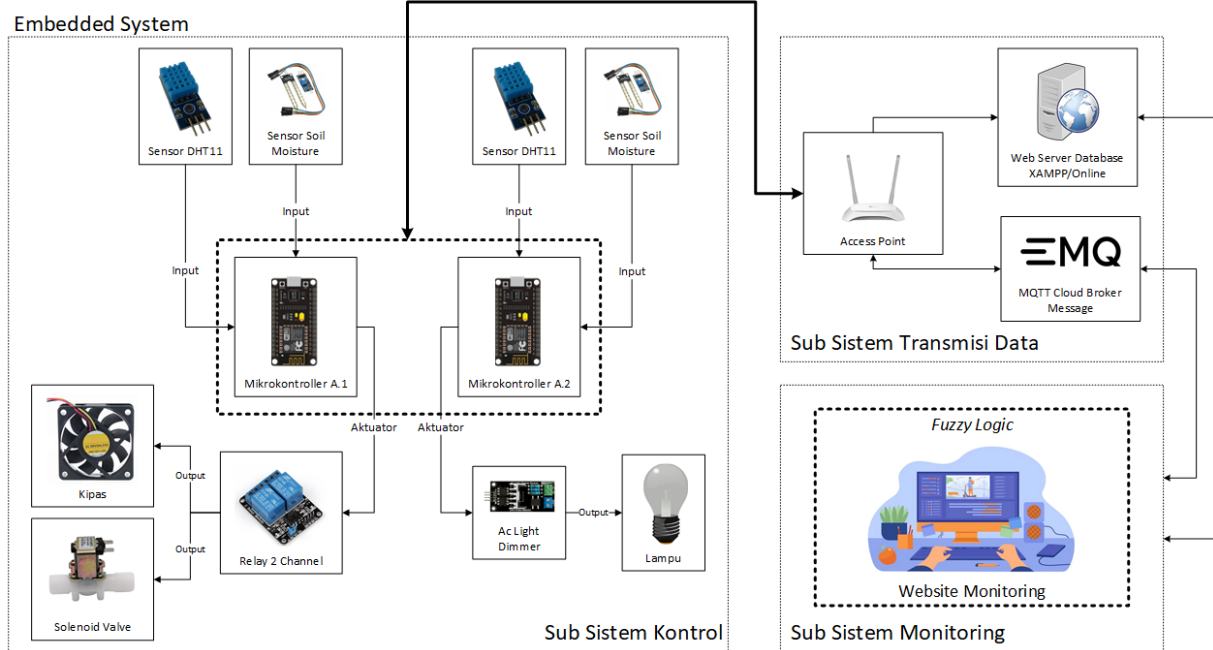 Embedded System
Sensor DHT11
Sensor Soil
Moisture
Sensor DHT11
Sensor Soil
Moisture
Input
Input
Input
Input
Mikrokontroller A.1
Mikrokontroller A.2
Aktuator
Aktuator
Kipas
Output
Output
Solenoid Valve
Relay 2 Channel
Ac Light
Dimmer
Output
Lampu
Sub Sistem Kontrol
Access Point
Web Server Database
XAMPP/Online
EMQ
MQTT Cloud Broker
Message
Sub Sistem Transmisi Data
Fuzzy Logic
Website Monitoring
Sub Sistem Monitoring